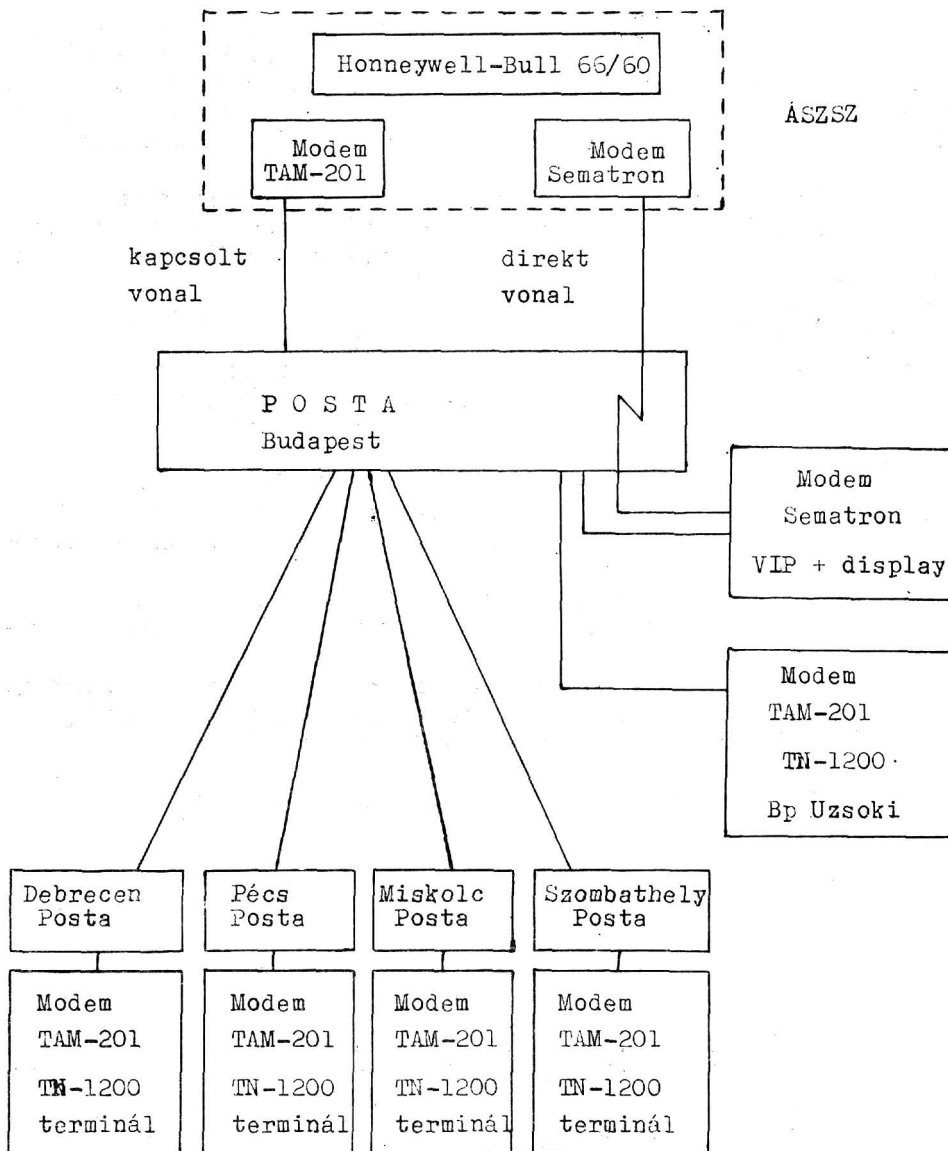 Honneywell-Bull 66/60
ÁSZSZ
Modem
TAM-201
Modem
Sematron
kapcsolt
vonal
direkt
vonal
P O S T A
Budapest
Modem
Sematron
VIP + display
Modem
TAM-201
TN-1200
Bp Uzsoki
Debrecen
Posta
Pécs
Posta
Miskolc
Posta
Szombathely
Posta
Modem
TAM-201
TN-1200
terminál
Modem
TAM-201
TN-1200
terminál
Modem
TAM-201
TN-1200
terminál
Modem
TAM-201
TN-1200
terminál